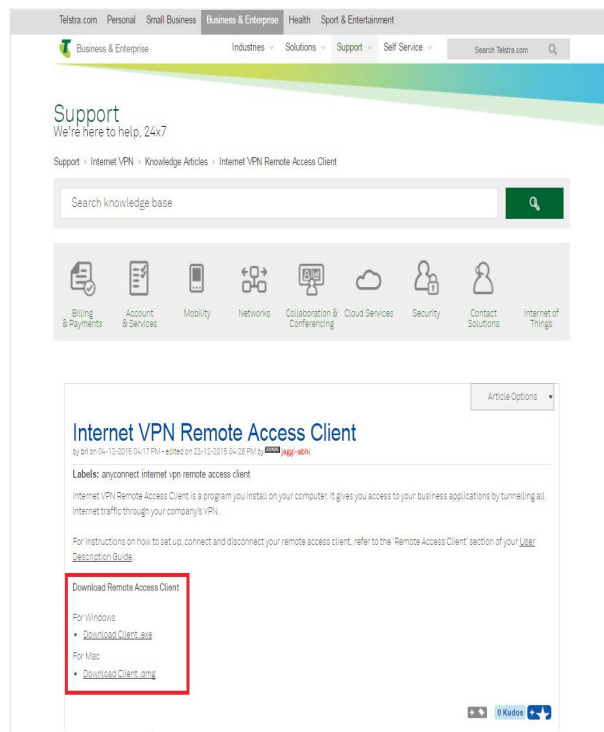 Telstra.com Personal Small Business Business & Enterprise Health Sport & Entertainment
Business & Enterprise Industries Solutions Support Self Service Search Telstra.com
Support
We're here to help, 24x7
Support > Internet VPN > Knowledge Articles > Internet VPN Remote Access Client
Search knowledge base
Billing & Payments
Account & Services
Mobility
Networks
Collaboration & Conferencing
Cloud Services
Security
Contact Solutions
Internet of Things
Article Options
Internet VPN Remote Access Client
by bri on 04-12-2015 04:17 PM - edited on 22-12-2015 04:28 PM by ADMIN jaggi-abhi
Labels: anyconnect internet vpn remote access client
Internet VPN Remote Access Client is a program you install on your computer. It gives you access to your business applications by tunnelling all
internet traffic through your company's VPN.
For instructions on how to set up, connect and disconnect your remote access client, refer to the 'Remote Access Client' section of your User
Description Guide.
Download Remote Access Client
For Windows
• Download Client .exe
For Mac
• Download Client .dmg
0 Kudos